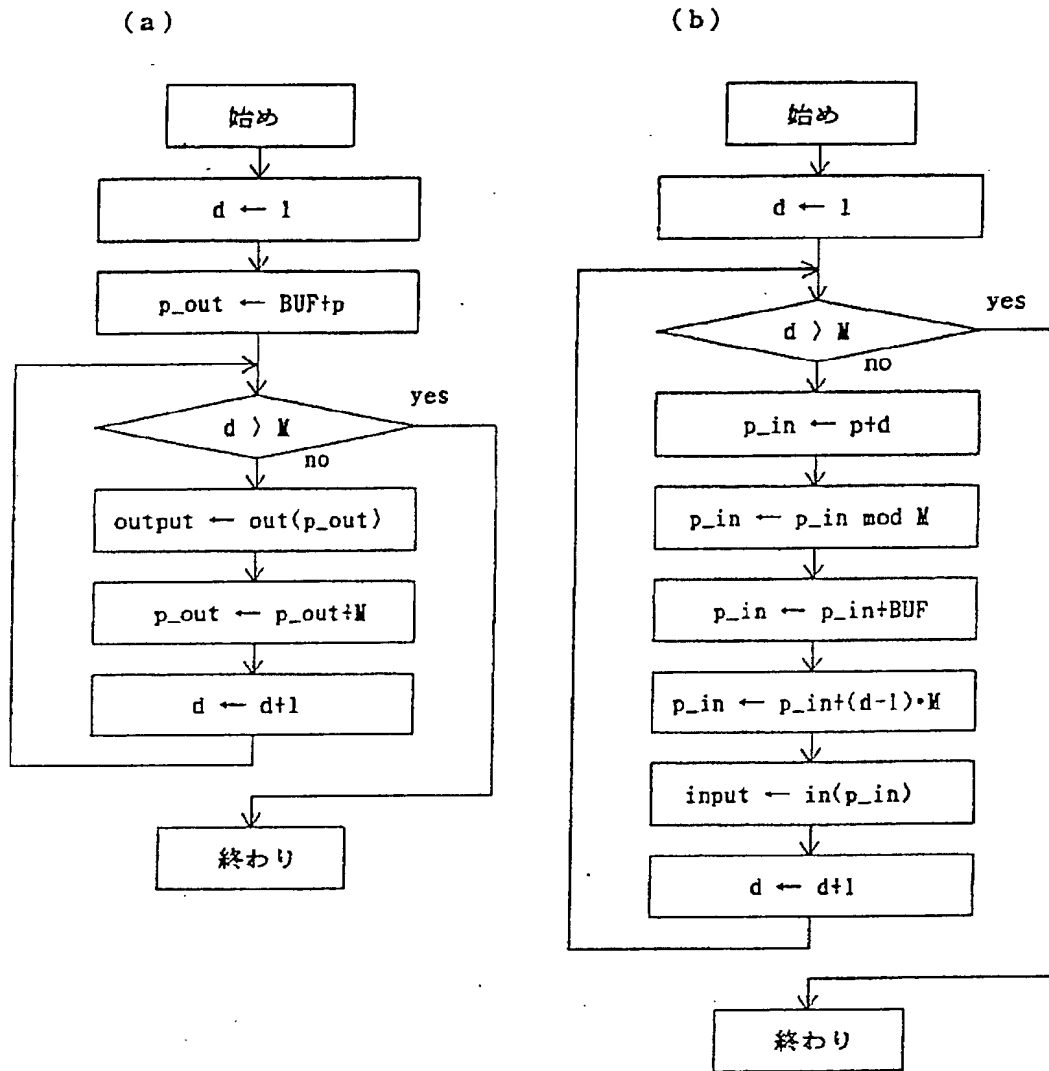 (a)
始め
d ← 1
p_out ← BUF+p
d > M
yes
no
output ← out(p_out)
p_out ← p_out+M
d ← d+1
終わり
(b)
始め
d ← 1
d > M
yes
no
p_in ← p+d
p_in ← p_in mod M
p_in ← p_in+BUF
p_in ← p_in+(d-1)・M
input ← in(p_in)
d ← d+1
終わり